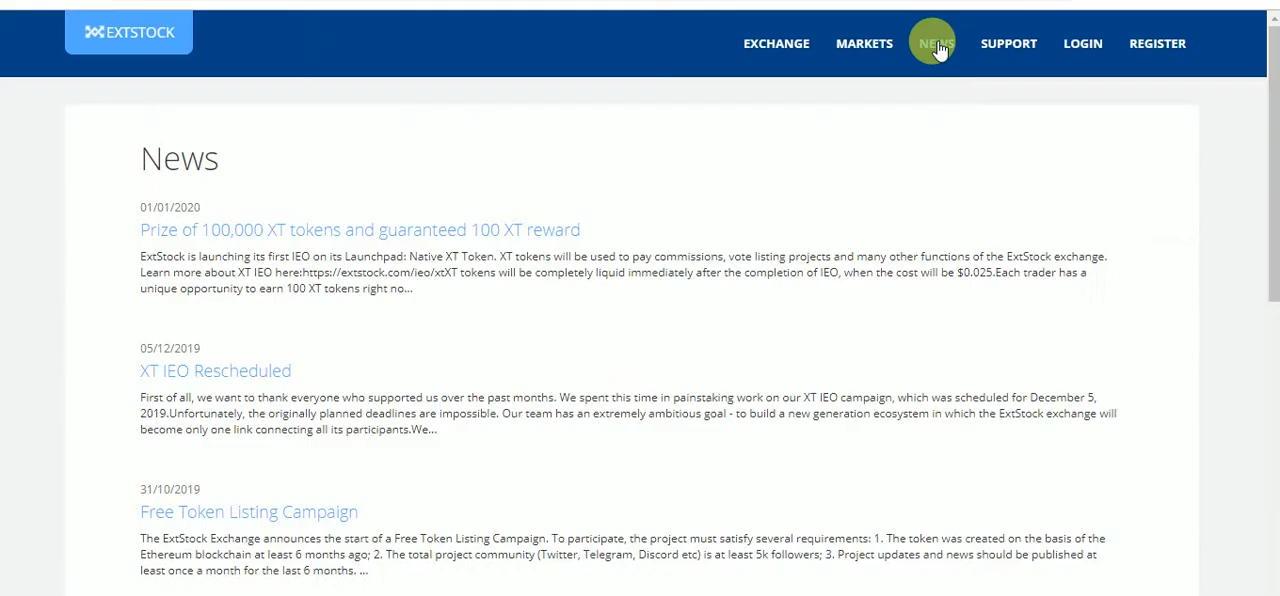 EXTSTOCK
EXCHANGE MARKETS NEWS SUPPORT LOGIN REGISTER
News
01/01/2020
Prize of 100,000 XT tokens and guaranteed 100 XT reward
ExtStock is launching its first IEO on its Launchpad: Native XT Token. XT tokens will be used to pay commissions, vote listing projects and many other functions of the ExtStock exchange.
Learn more about XT IEO here:https://extstock.com/ieo/xtXT tokens will be completely liquid immediately after the completion of IEO, when the cost will be $0.025.Each trader has a
unique opportunity to earn 100 XT tokens right no...
05/12/2019
XT IEO Rescheduled
First of all, we want to thank everyone who supported us over the past months. We spent this time in painstaking work on our XT IEO campaign, which was scheduled for December 5,
2019.Unfortunately, the originally planned deadlines are impossible. Our team has an extremely ambitious goal - to build a new generation ecosystem in which the ExtStock exchange will
become only one link connecting all its participants.We...
31/10/2019
Free Token Listing Campaign
The ExtStock Exchange announces the start of a Free Token Listing Campaign. To participate, the project must satisfy several requirements: 1. The token was created on the basis of the
Ethereum blockchain at least 6 months ago; 2. The total project community (Twitter, Telegram, Discord etc) is at least 5k followers; 3. Project updates and news should be published at
least once a month for the last 6 months. ...